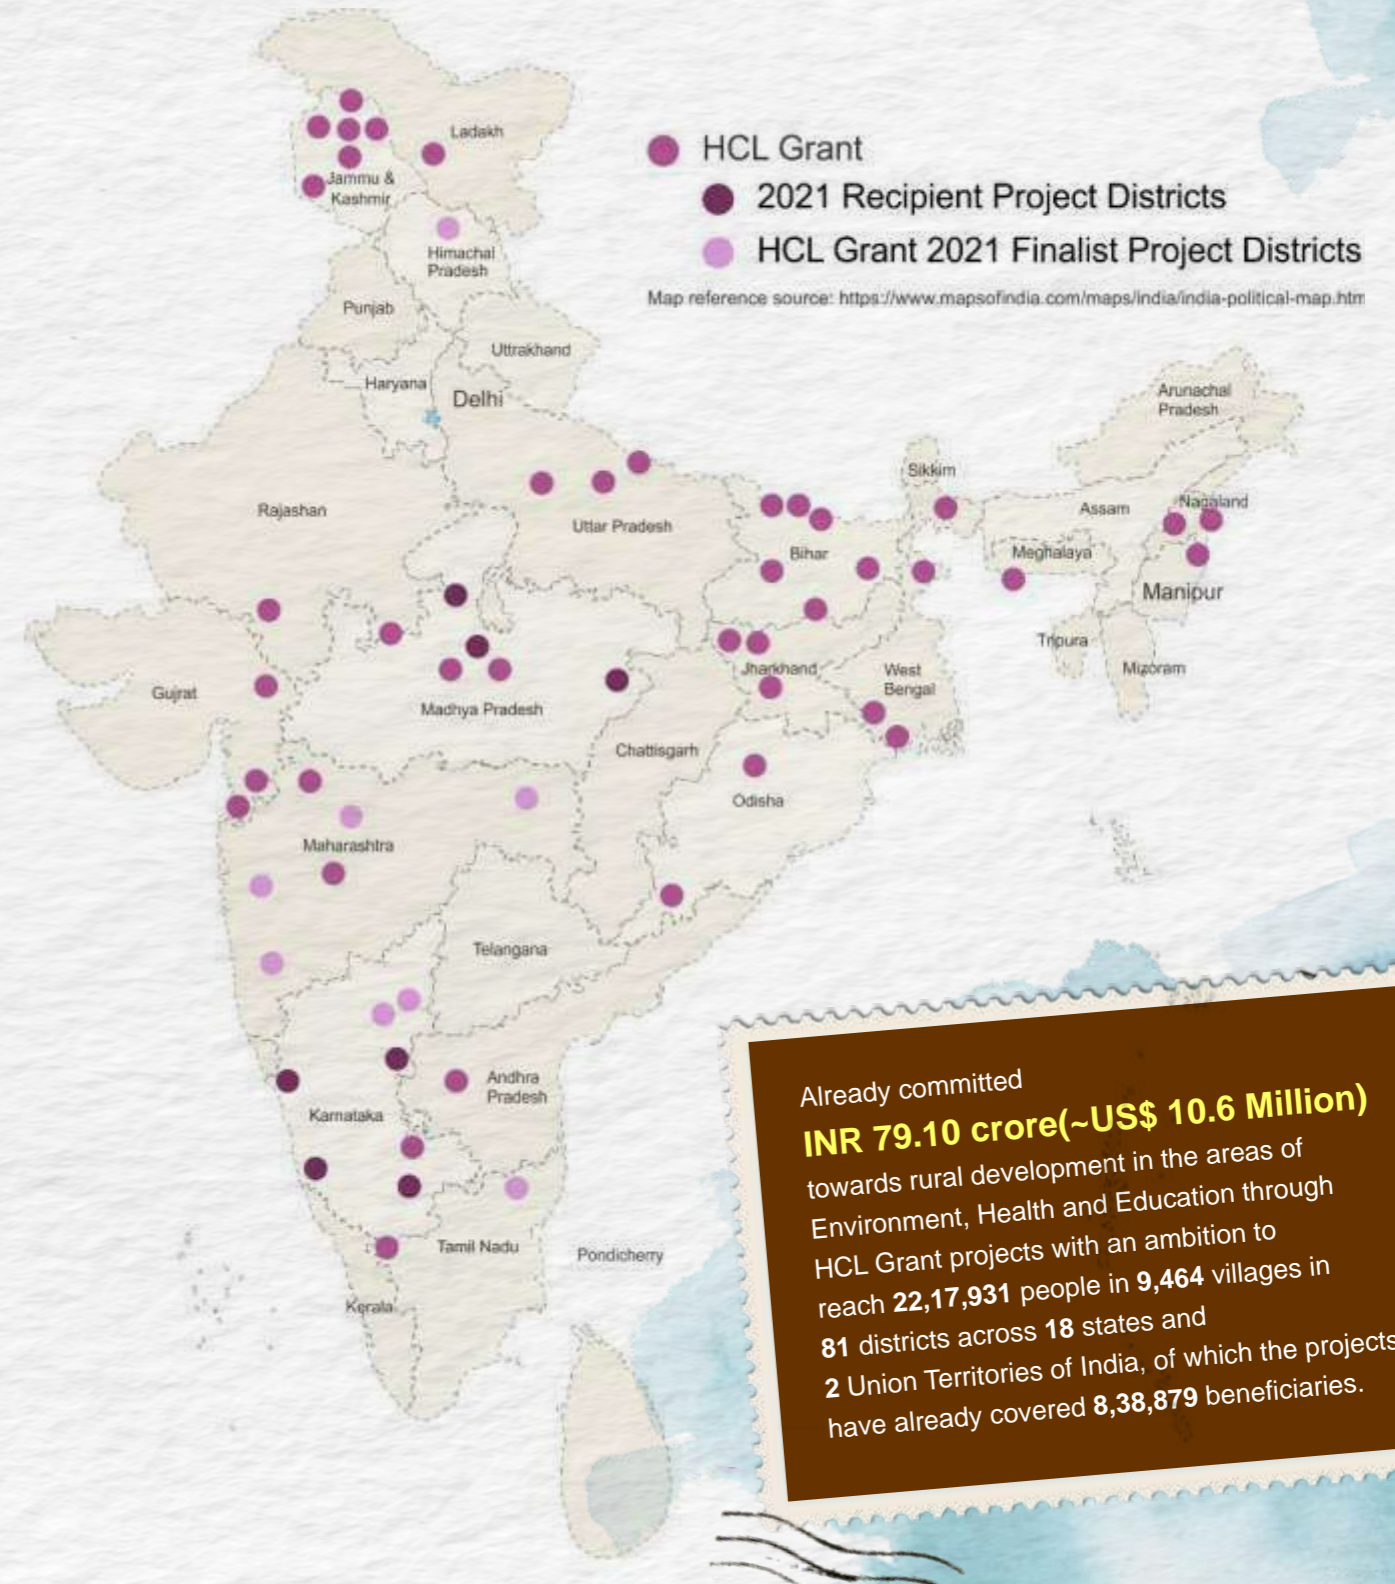 HCL Grant
2021 Recipient Project Districts
HCL Grant 2021 Finalist Project Districts
Map reference source: https://www.mapsofindia.com/maps/india/india-political-map.htm
Ladakh
Jammu &
Kashmir
Himachal
Pradesh
Punjab
Uttrakhand
Haryana
Delhi
Arunachal
Pradesh
Sikkim
Rajashan
Uttar Pradesh
Assam
Nagaland
Bihar
Meghalaya
Manipur
Tripura
Mizoram
Jharkhand
West
Bengal
Gujrat
Madhya Pradesh
Chattisgarh
Odisha
Maharashtra
Telangana
Andhra
Pradesh
Karnataka
Tamil Nadu
Pondicherry
Kerala
Already committed
INR 79.10 crore(~US$ 10.6 Million)
towards rural development in the areas of
Environment, Health and Education through
HCL Grant projects with an ambition to
reach 22,17,931 people in 9,464 villages in
81 districts across 18 states and
2 Union Territories of India, of which the projects
have already covered 8,38,879 beneficiaries.